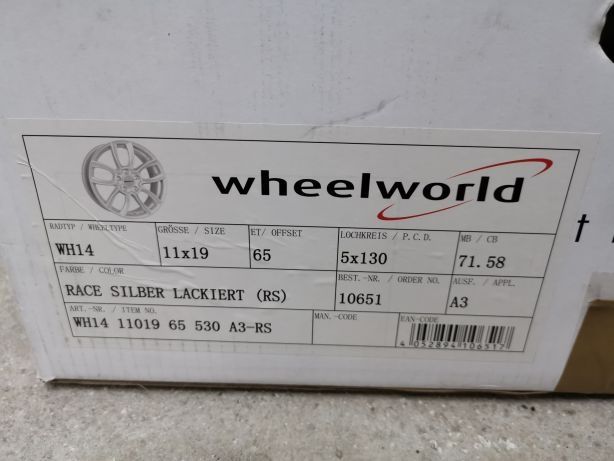 wheelworld
RADTYP / WHEELTYPE
WH14
GRÖSSE / SIZE
11x19
ET/ OFFSET
65
LOCHKREIS / P.C.D.
5x130
MB / CB
71.58
FARBE / COLOR
RACE SILBER LACKIERT (RS)
BEST.-NR. / ORDER NO.
10651
AUSF. / APPL.
A3
ART.-NR. / ITEM NO.
WH14 11019 65 530 A3-RS
MAN.-CODE
EAN-CODE
4 052894 106517
t